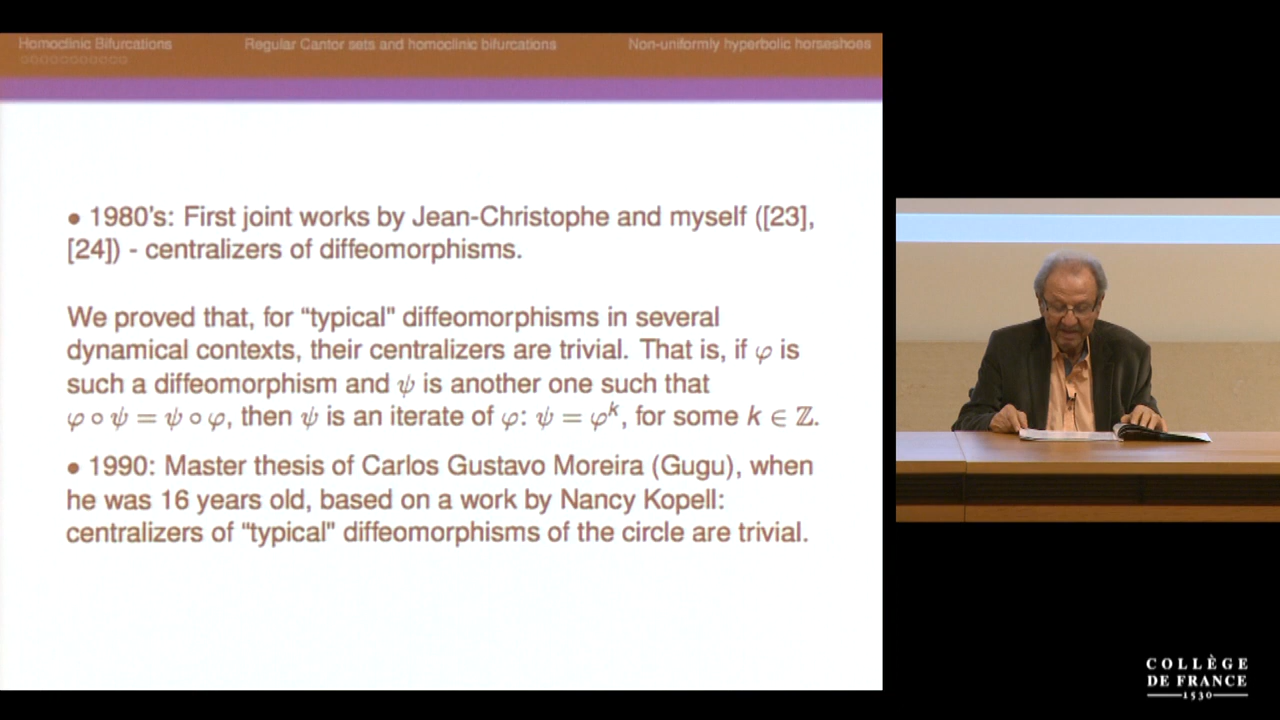 Homoclinic Bifurcations Regular Cantor sets and homoclinic bifurcations Non-uniformly hyperbolic horseshoes
• 1980's: First joint works by Jean-Christophe and myself ([23],
[24]) - centralizers of diffeomorphisms.
We proved that, for "typical" diffeomorphisms in several
dynamical contexts, their centralizers are trivial. That is, if φ is
such a diffeomorphism and ψ is another one such that
φ ∘ ψ = ψ ∘ φ, then ψ is an iterate of φ: ψ = φ^k, for some k ∈ ℤ.
• 1990: Master thesis of Carlos Gustavo Moreira (Gugu), when
he was 16 years old, based on a work by Nancy Kopell:
centralizers of "typical" diffeomorphisms of the circle are trivial.
COLLÈGE
DE FRANCE
1530